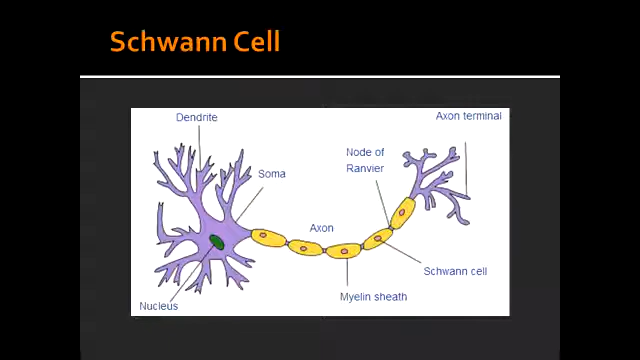 Schwann Cell
Dendrite
Axon terminal
Node of
Ranvier
Soma
Axon
Schwann cell
Myelin sheath
Nucleus